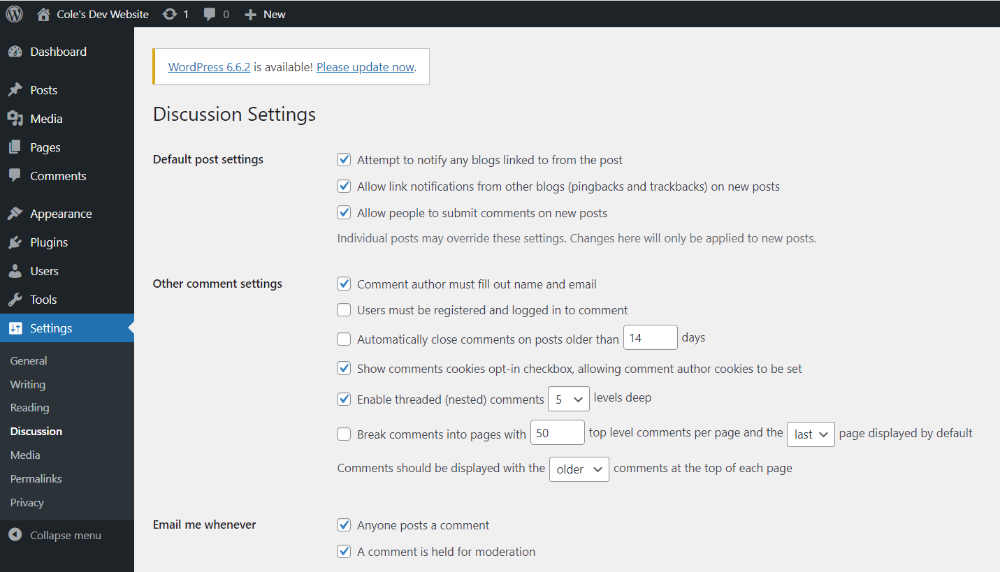 Cole's Dev Website 1 0 New
Dashboard
Posts
Media
Pages
Comments
Appearance
Plugins
Users
Tools
Settings
General
Writing
Reading
Discussion
Media
Permalinks
Privacy
Collapse menu
WordPress 6.6.2 is available! Please update now.
Discussion Settings
Default post settings
Attempt to notify any blogs linked to from the post
Allow link notifications from other blogs (pingbacks and trackbacks) on new posts
Allow people to submit comments on new posts
Individual posts may override these settings. Changes here will only be applied to new posts.
Other comment settings
Comment author must fill out name and email
Users must be registered and logged in to comment
Automatically close comments on posts older than 14 days
Show comments cookies opt-in checkbox, allowing comment author cookies to be set
Enable threaded (nested) comments 5 levels deep
Break comments into pages with 50 top level comments per page and the last page displayed by default
Comments should be displayed with the older comments at the top of each page
Email me whenever
Anyone posts a comment
A comment is held for moderation